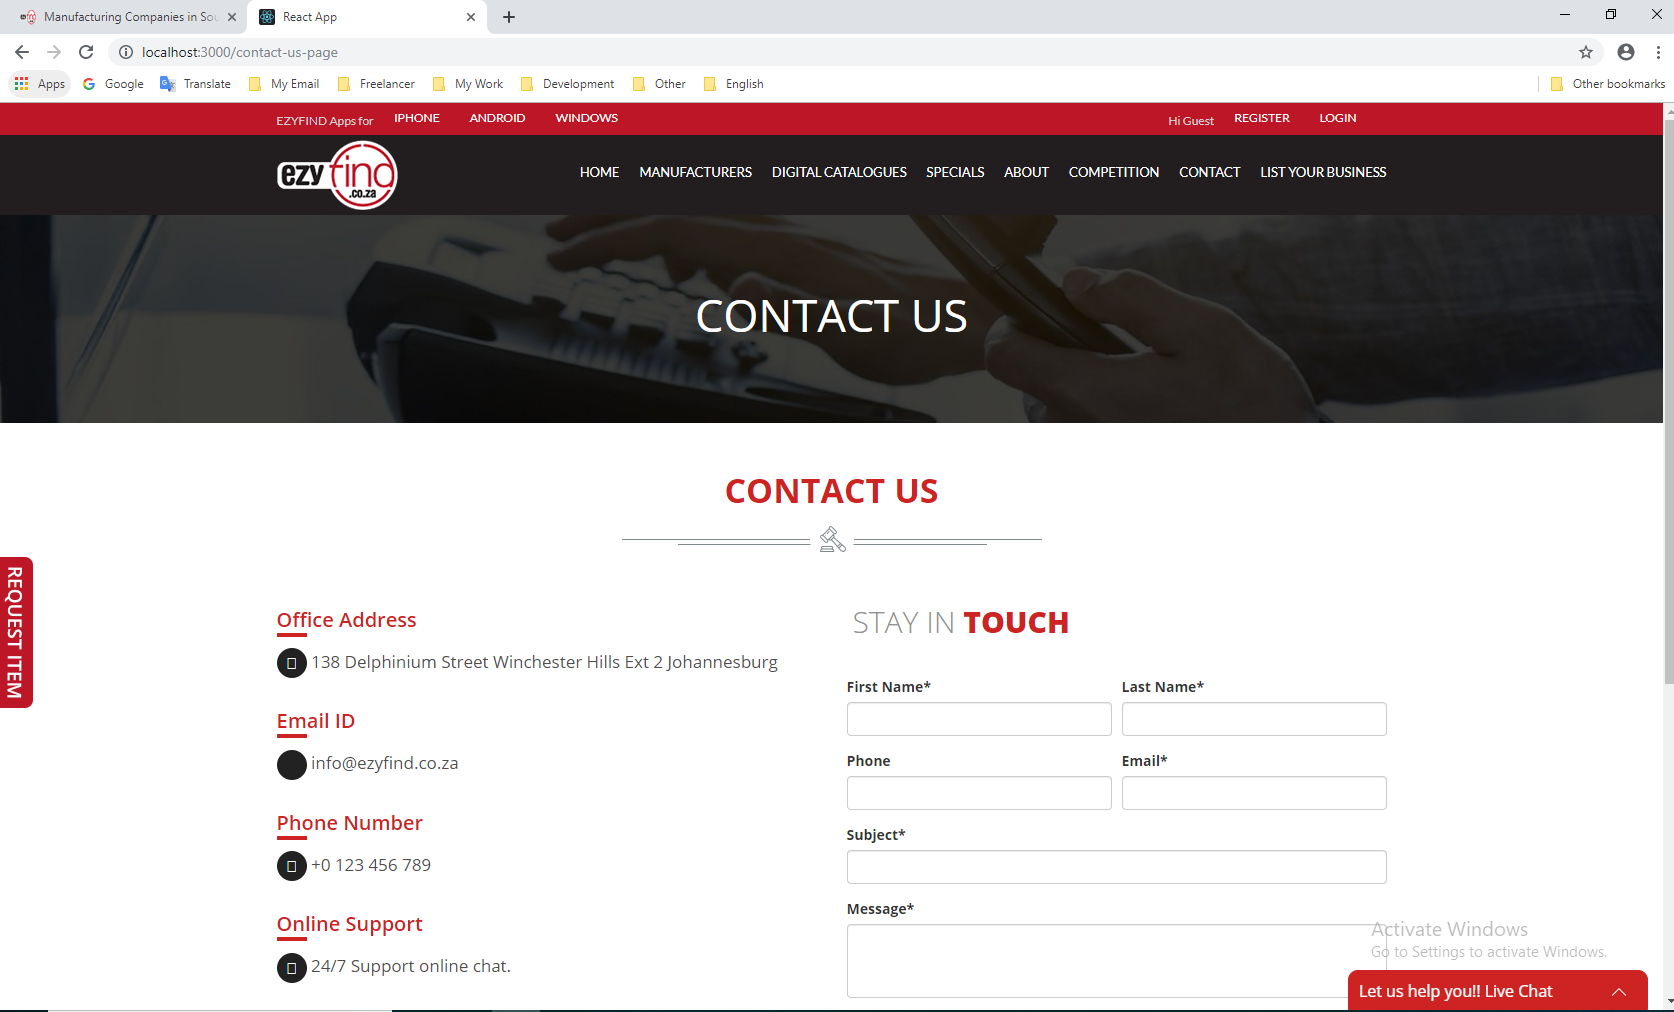 Manufacturing Companies in Sou
React App
localhost:3000/contact-us-page
Apps
Google
Translate
My Email
Freelancer
My Work
Development
Other
English
Other bookmarks
EZYFIND Apps for
IPHONE
ANDROID
WINDOWS
Hi Guest
REGISTER
LOGIN
ezyfind
.co.za
HOME
MANUFACTURERS
DIGITAL CATALOGUES
SPECIALS
ABOUT
COMPETITION
CONTACT
LIST YOUR BUSINESS
CONTACT US
CONTACT US
REQUEST ITEM
Office Address
138 Delphinium Street Winchester Hills Ext 2 Johannesburg
Email ID
info@ezyfind.co.za
Phone Number
+0 123 456 789
Online Support
24/7 Support online chat.
STAY IN TOUCH
First Name*
Last Name*
Phone
Email*
Subject*
Message*
Activate Windows
Go to Settings to activate Windows.
Let us help you!! Live Chat